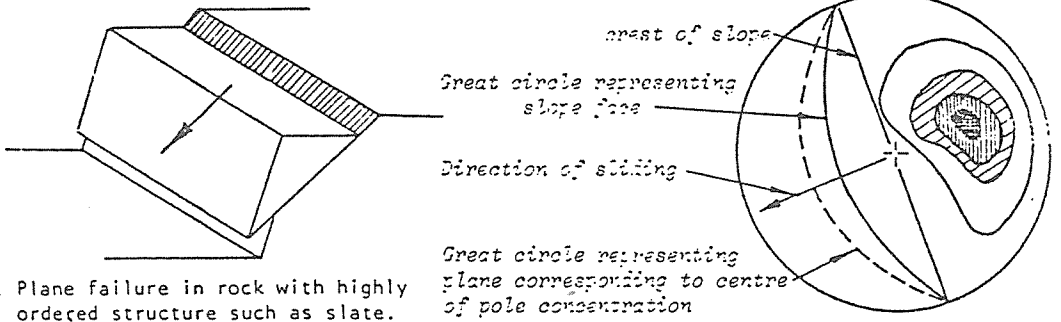 crest of slope
Great circle representing
slope face
Direction of sliding
Great circle representing
plane corresponding to centre
of pole concentration
Plane failure in rock with highly
ordered structure such as slate.